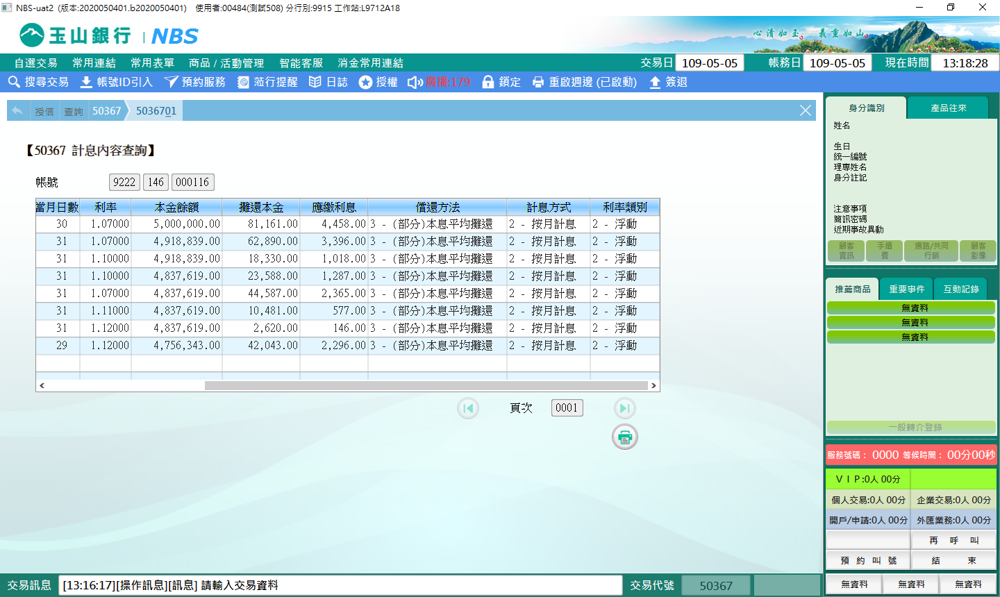 NBS-uat2 (版本:2020050401.b2020050401) 使用者:00484(測試508) 分行別:9915 工作站:L9712A18
玉山銀行 | NBS
心清如玉。義重如山。
自選交易 常用連結 常用表單 商品 / 活動管理 智能客服 消金常用連結 交易日 109-05-05 帳務日 109-05-05 現在時間 13:18:28
搜尋交易 帳號ID引入 預約服務 蒞行提醒 日誌 授權 廣播:179 鎖定 重啟週邊 (已啟動) 簽退
授信 查詢 50367 5036701
【50367 計息內容查詢】
帳號 9222 146 000116
當月日數 利率 本金餘額 攤還本金 應繳利息 償還方法 計息方式 利率類別
30 1.07000 5,000,000.00 81,161.00 4,458.00 3 - (部分)本息平均攤還 2 - 按月計息 2 - 浮動
31 1.07000 4,918,839.00 62,890.00 3,396.00 3 - (部分)本息平均攤還 2 - 按月計息 2 - 浮動
31 1.10000 4,918,839.00 18,330.00 1,018.00 3 - (部分)本息平均攤還 2 - 按月計息 2 - 浮動
31 1.10000 4,837,619.00 23,588.00 1,287.00 3 - (部分)本息平均攤還 2 - 按月計息 2 - 浮動
31 1.07000 4,837,619.00 44,587.00 2,365.00 3 - (部分)本息平均攤還 2 - 按月計息 2 - 浮動
31 1.11000 4,837,619.00 10,481.00 577.00 3 - (部分)本息平均攤還 2 - 按月計息 2 - 浮動
31 1.12000 4,837,619.00 2,620.00 146.00 3 - (部分)本息平均攤還 2 - 按月計息 2 - 浮動
29 1.12000 4,756,343.00 42,043.00 2,296.00 3 - (部分)本息平均攤還 2 - 按月計息 2 - 浮動
頁次 0001
交易訊息 [13:16:17][操作訊息][訊息] 請輸入交易資料 交易代號 50367
身分識別 產品往來
姓名
生日
統一編號
理專姓名
身分註記
注意事項
簡訊密碼
近期事故異動
顧客資訊 手續費 通路/共同行銷 顧客影像
推薦商品 重要事件 互動記錄
無資料
無資料
無資料
一般轉介登錄
服務號碼： 0000 等候時間： 00分00秒
ＶＩＰ:0人 00分
個人交易:0人 00分 企業交易:0人 00分
開戶/申請:0人 00分 外匯業務:0人 00分
再 呼 叫
預 約 叫 號 結 束
無資料 無資料 無資料